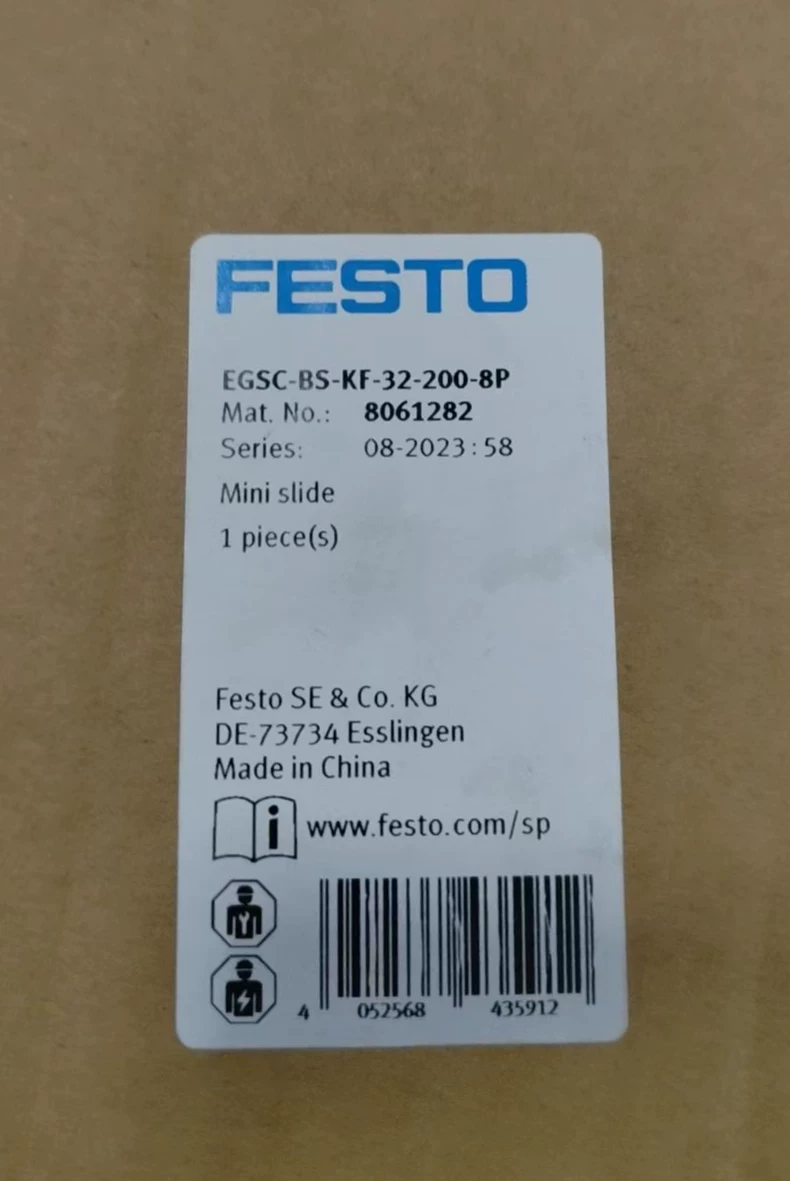 FESTO
EGSC-BS-KF-32-200-8P
Mat. No.: 8061282
Series: 08-2023:58
Mini slide
1 piece(s)
Festo SE & Co. KG
DE-73734 Esslingen
Made in China
i www.festo.com/sp
4 052568 435912